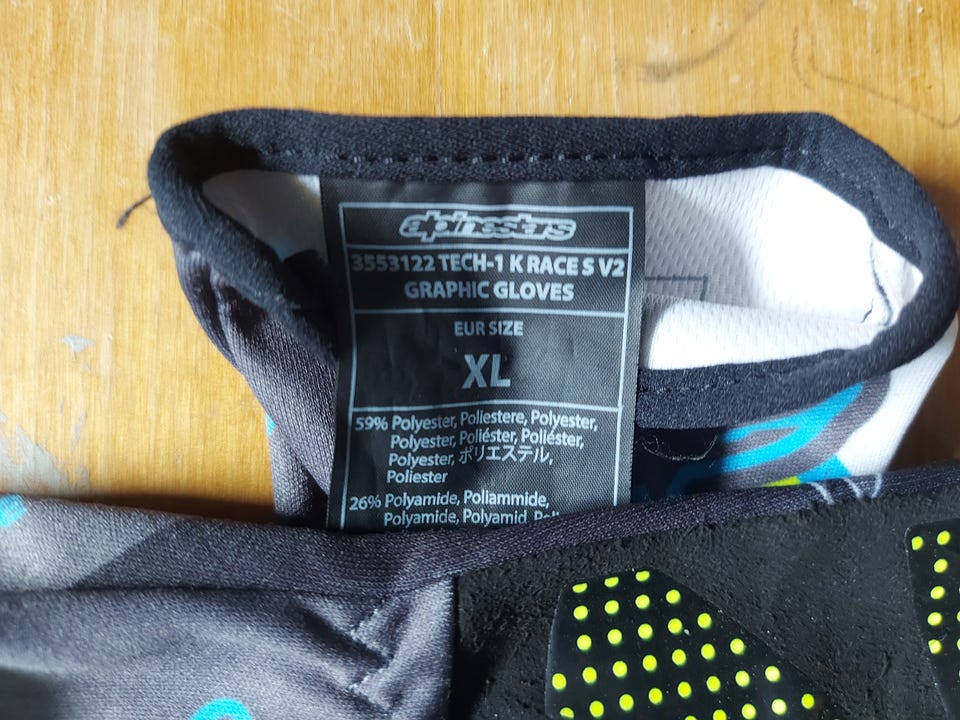 alpinestars
3553122 TECH-1 K RACE S V2
GRAPHIC GLOVES
EUR SIZE
XL
59% Polyester, Poliestere, Polyester,
Polyester, Poliéster, Poliéster,
Polyester, ポリエステル,
Poliester
26% Polyamide, Poliammide,
Polyamide, Polyamid,